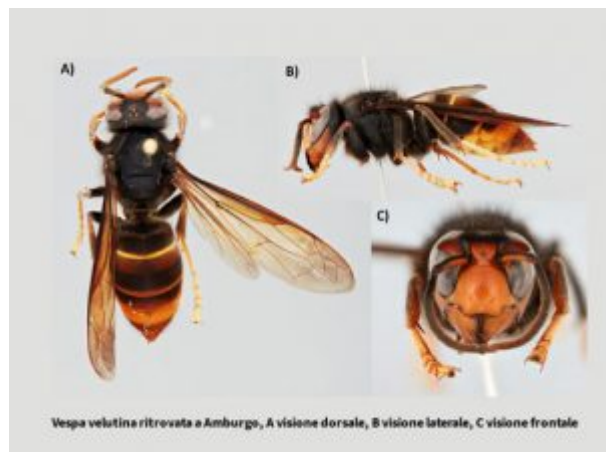 A)
B)
C)
Vespa velutina ritrovata a Amburgo, A visione dorsale, B visione laterale, C visione frontale